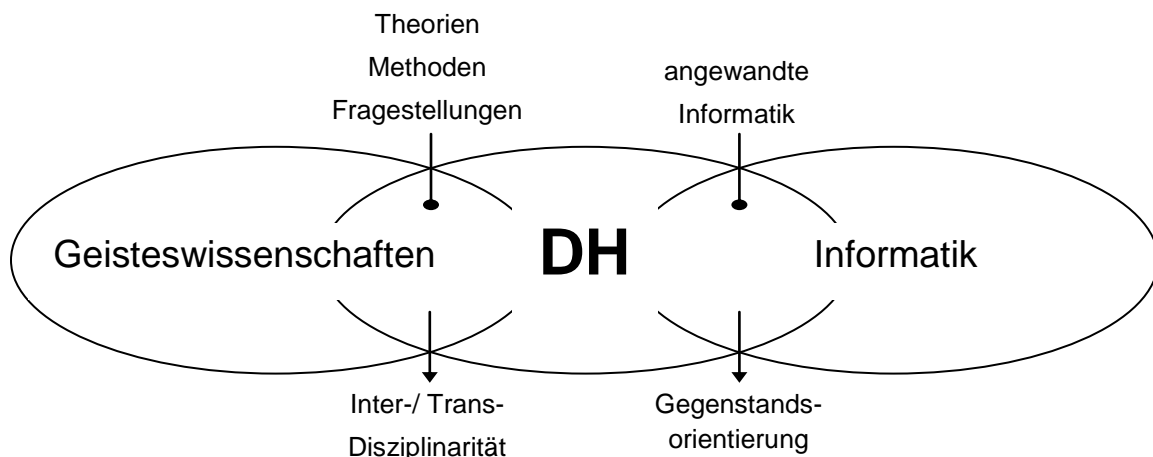 Theorien
Methoden
Fragestellungen
angewandte
Informatik
Geisteswissenschaften
DH
Informatik
Inter-/ Trans-
Disziplinarität
Gegenstands-
orientierung